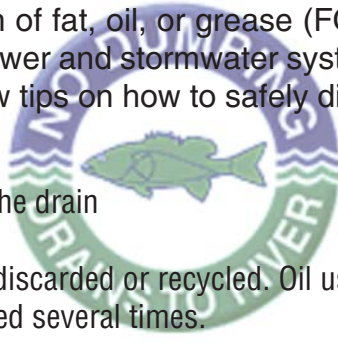 n of fat, oil, or grease (FO
wer and stormwater syst
w tips on how to safely di
he drain
discarded or recycled. Oil us
ed several times.
NO DUMPING
DRAINS TO RIVER